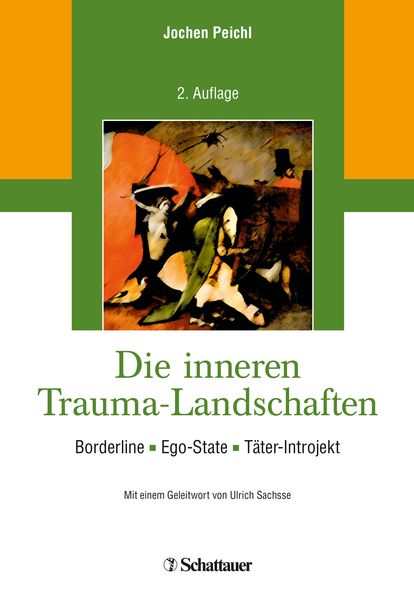 Jochen Peichl
2. Auflage
Die inneren
Trauma-Landschaften
Borderline ▪ Ego-State ▪ Täter-Introjekt
Mit einem Geleitwort von Ulrich Sachsse
Schattauer